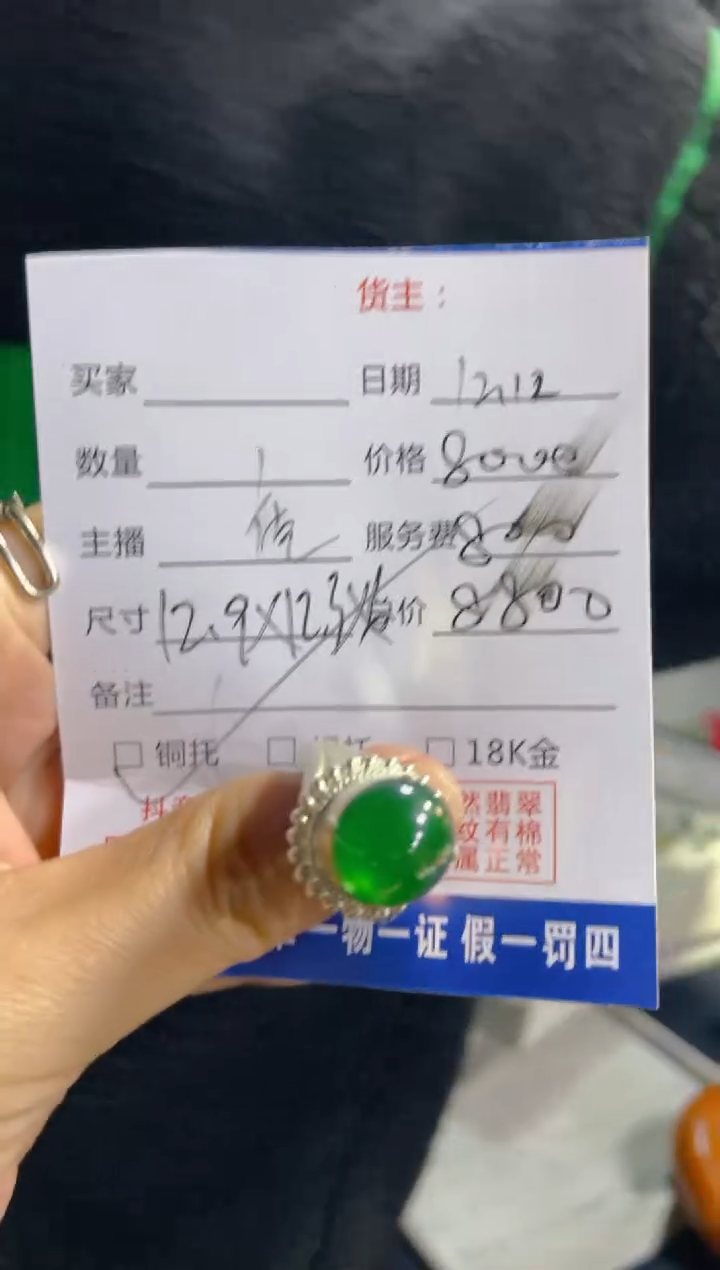 货主：
买家 日期 12.12
数量 1 价格 8000
主播 服务费 800
尺寸 12.9X12.3X 价 8800
备注
铜托 18K金
抖 然翡翠
纹有棉
属正常
一物一证 假一罚四